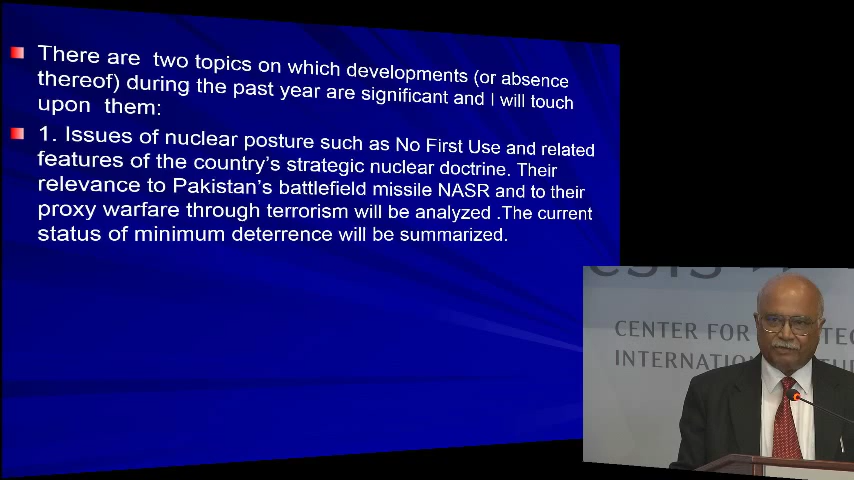 There are two topics on which developments (or absence
thereof) during the past year are significant and I will touch
upon them:
1. Issues of nuclear posture such as No First Use and related
features of the country's strategic nuclear doctrine. Their
relevance to Pakistan's battlefield missile NASR and to their
proxy warfare through terrorism will be analyzed .The current
status of minimum deterrence will be summarized.
CSIS
CENTER FOR
INTERNATIO